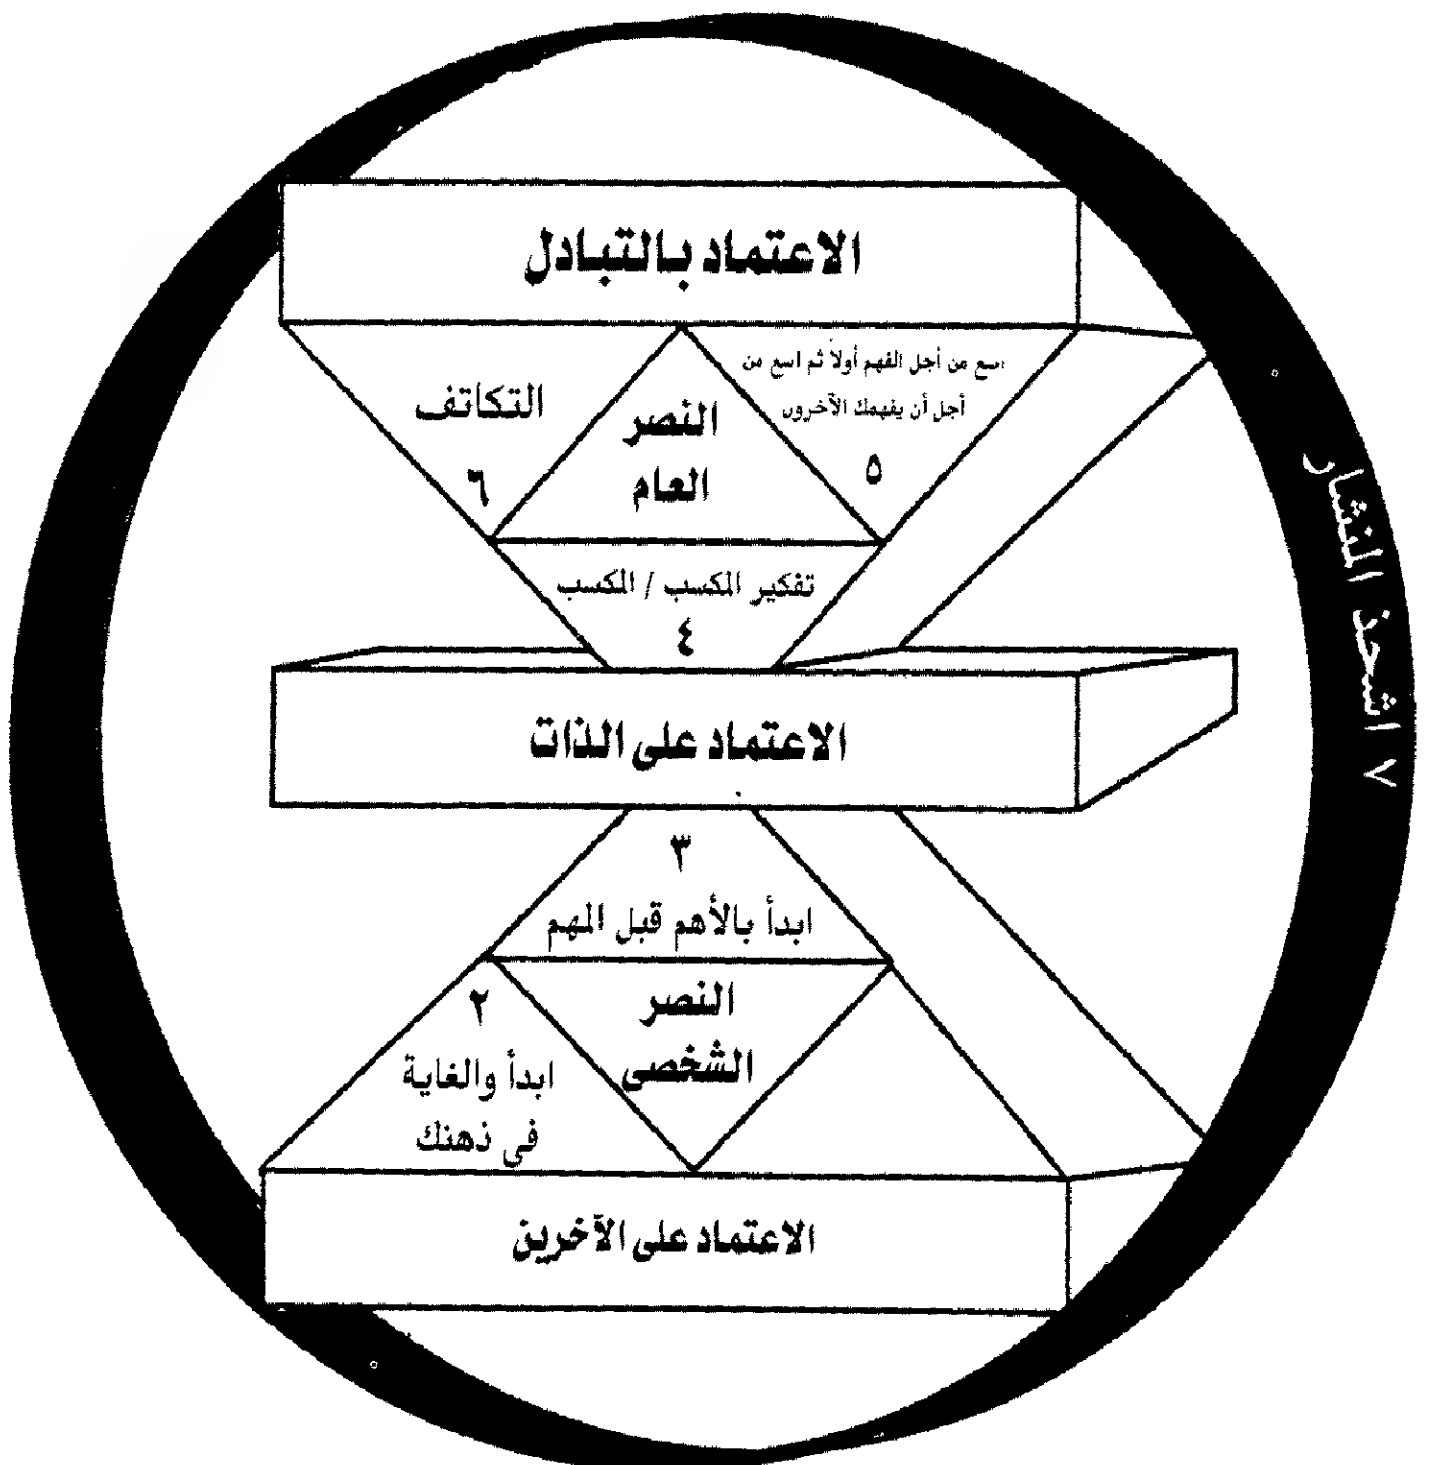 الاعتماد بالتبادل
اسع من أجل الفهم أولاً ثم اسع من
أجل أن يفهمك الآخرون
٥
النصر
العام
التكاتف
٦
تفكير المكسب / المكسب
٤
الاعتماد على الذات
٣
ابدأ بالأهم قبل المهم
النصر
الشخصى
٢
ابدأ والغاية
فى ذهنك
الاعتماد على الآخرين
٧ اشحذ المنشار